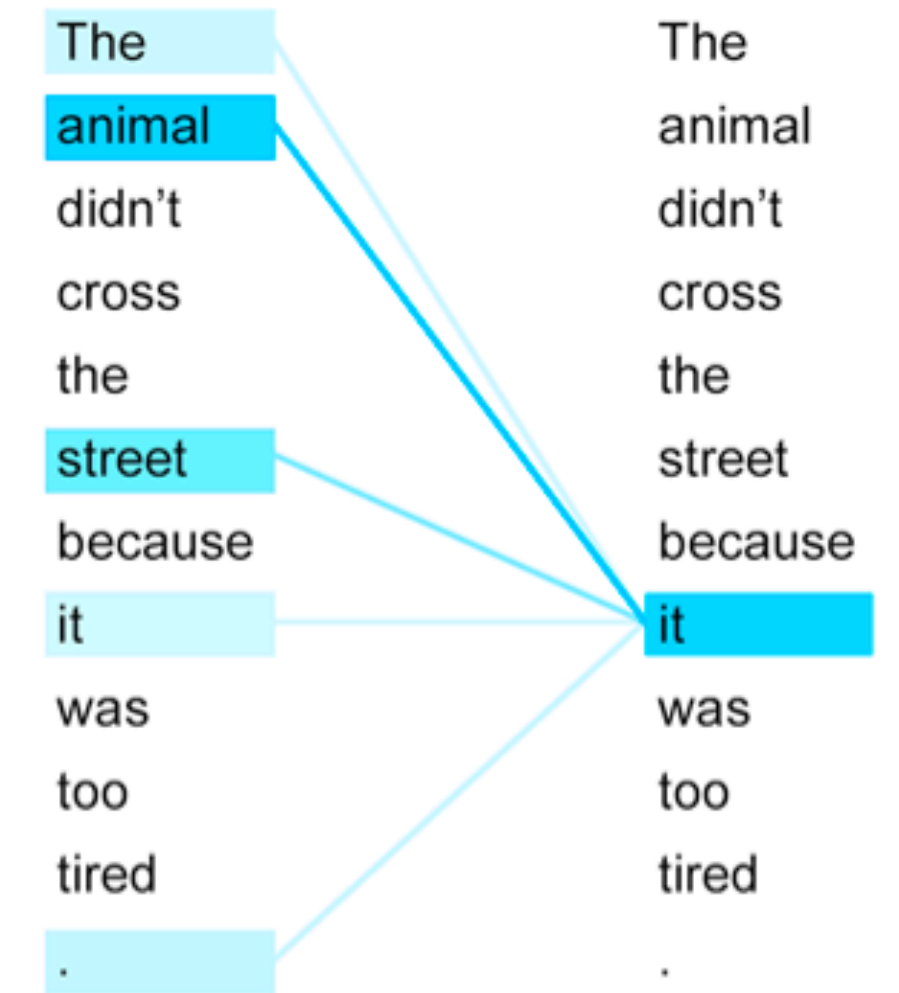 The The
animal animal
didn’t didn’t
cross cross
the the
street street
because because
it it
was was
too too
tired tired
. .